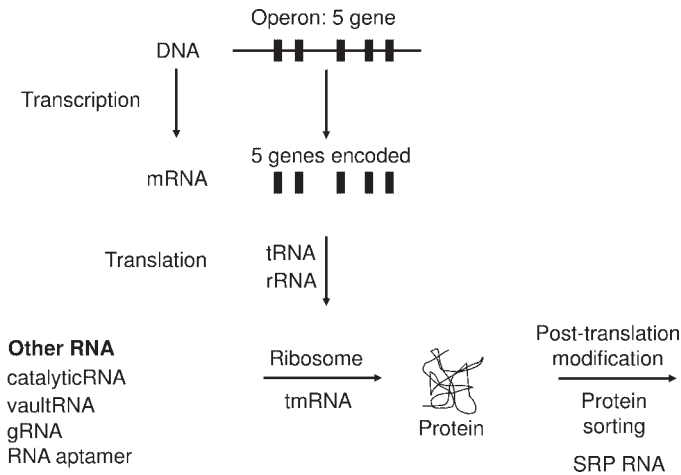 Operon: 5 gene
DNA
Transcription
5 genes encoded
mRNA
Translation
tRNA
rRNA
Other RNA
catalyticRNA
vaultRNA
gRNA
RNA aptamer
Ribosome
tmRNA
Protein
Post-translation
modification
Protein
sorting
SRP RNA